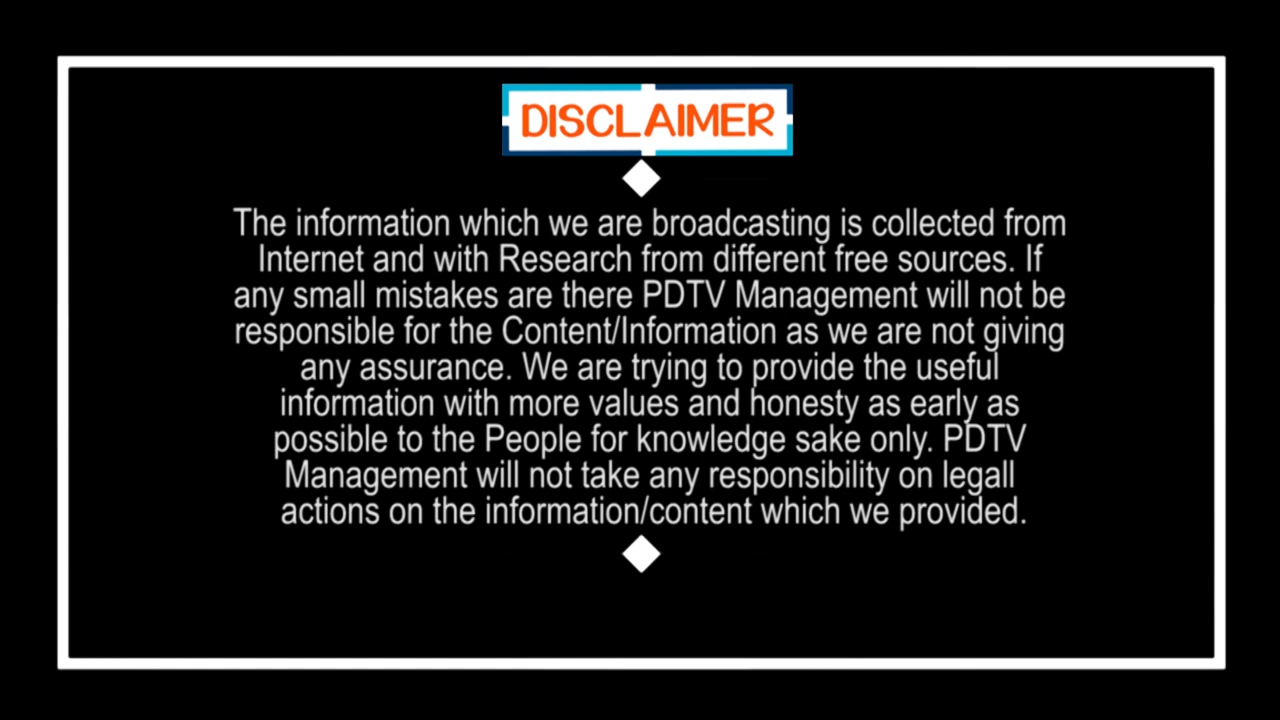 DISCLAIMER
The information which we are broadcasting is collected from
Internet and with Research from different free sources. If
any small mistakes are there PDTV Management will not be
responsible for the Content/Information as we are not giving
any assurance. We are trying to provide the useful
information with more values and honesty as early as
possible to the People for knowledge sake only. PDTV
Management will not take any responsibility on legall
actions on the information/content which we provided.